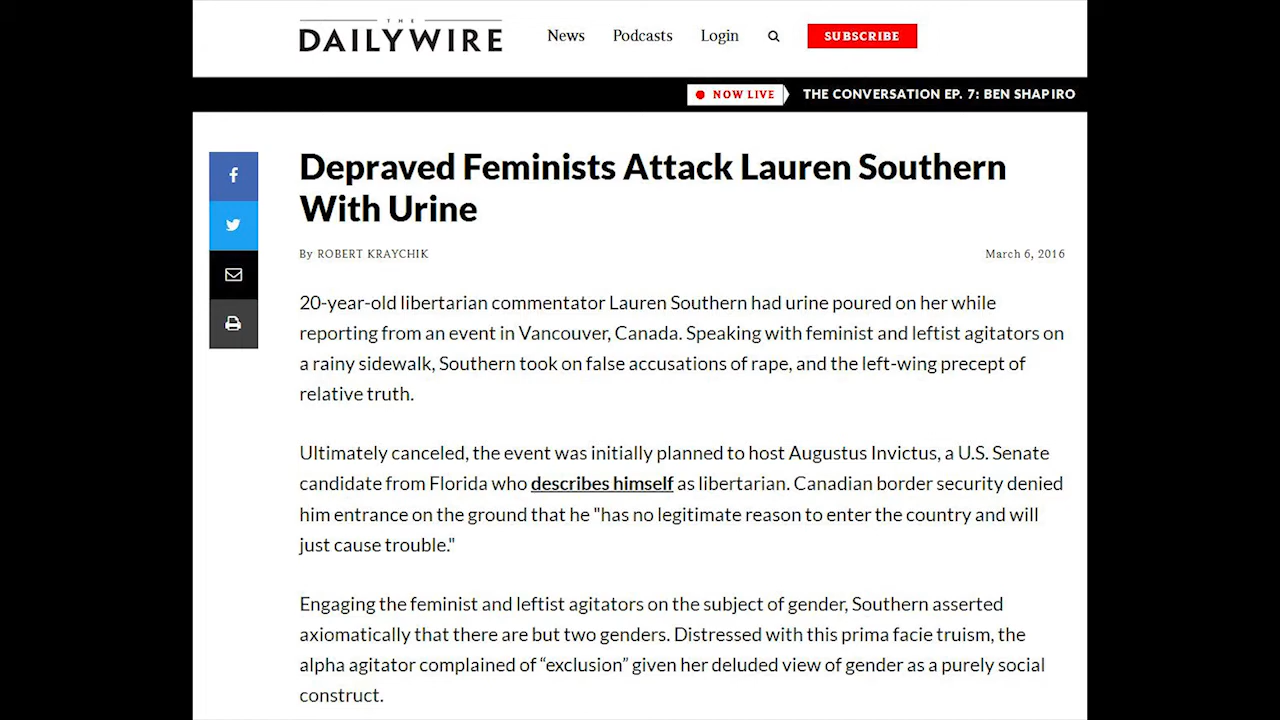 THE
DAILYWIRE
News Podcasts Login SUBSCRIBE
NOW LIVE THE CONVERSATION EP. 7: BEN SHAPIRO
Depraved Feminists Attack Lauren Southern
With Urine
By ROBERT KRAYCHIK March 6, 2016
20-year-old libertarian commentator Lauren Southern had urine poured on her while
reporting from an event in Vancouver, Canada. Speaking with feminist and leftist agitators on
a rainy sidewalk, Southern took on false accusations of rape, and the left-wing precept of
relative truth.
Ultimately canceled, the event was initially planned to host Augustus Invictus, a U.S. Senate
candidate from Florida who describes himself as libertarian. Canadian border security denied
him entrance on the ground that he "has no legitimate reason to enter the country and will
just cause trouble."
Engaging the feminist and leftist agitators on the subject of gender, Southern asserted
axiomatically that there are but two genders. Distressed with this prima facie truism, the
alpha agitator complained of “exclusion” given her deluded view of gender as a purely social
construct.